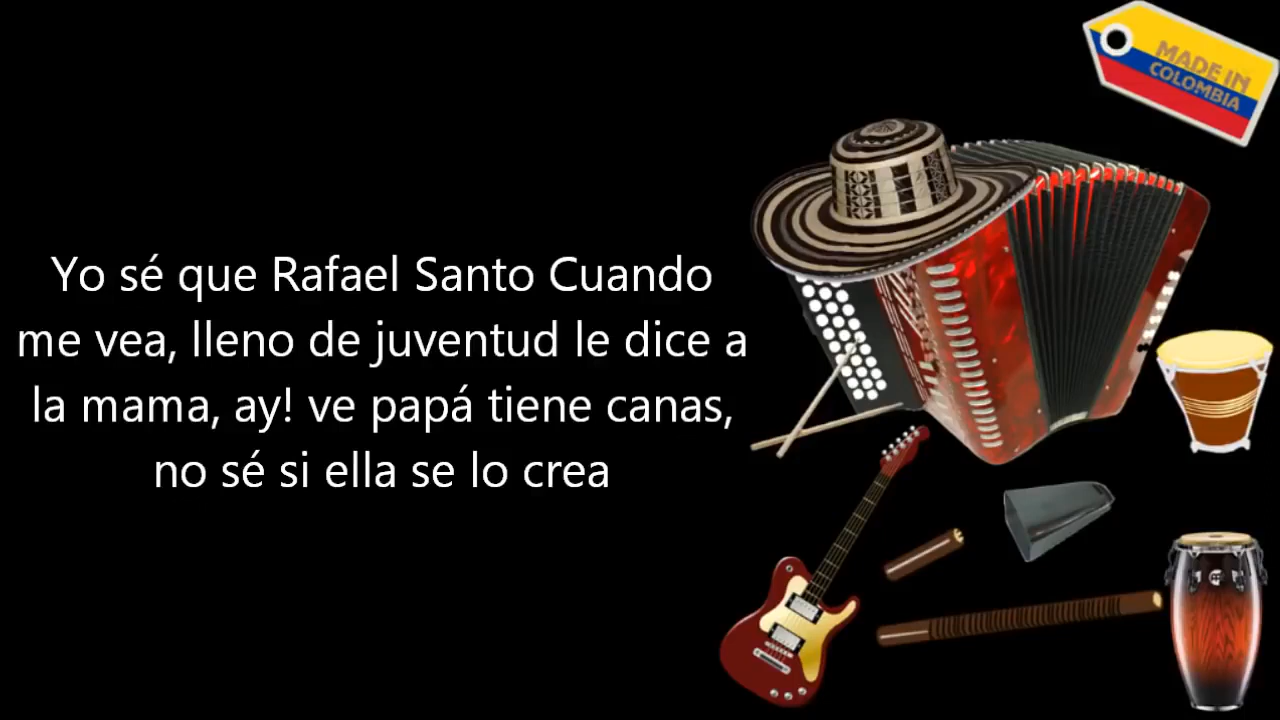 MADE IN
COLOMBIA
Yo sé que Rafael Santo Cuando
me vea, lleno de juventud le dice a
la mama, ay! ve papá tiene canas,
no sé si ella se lo crea